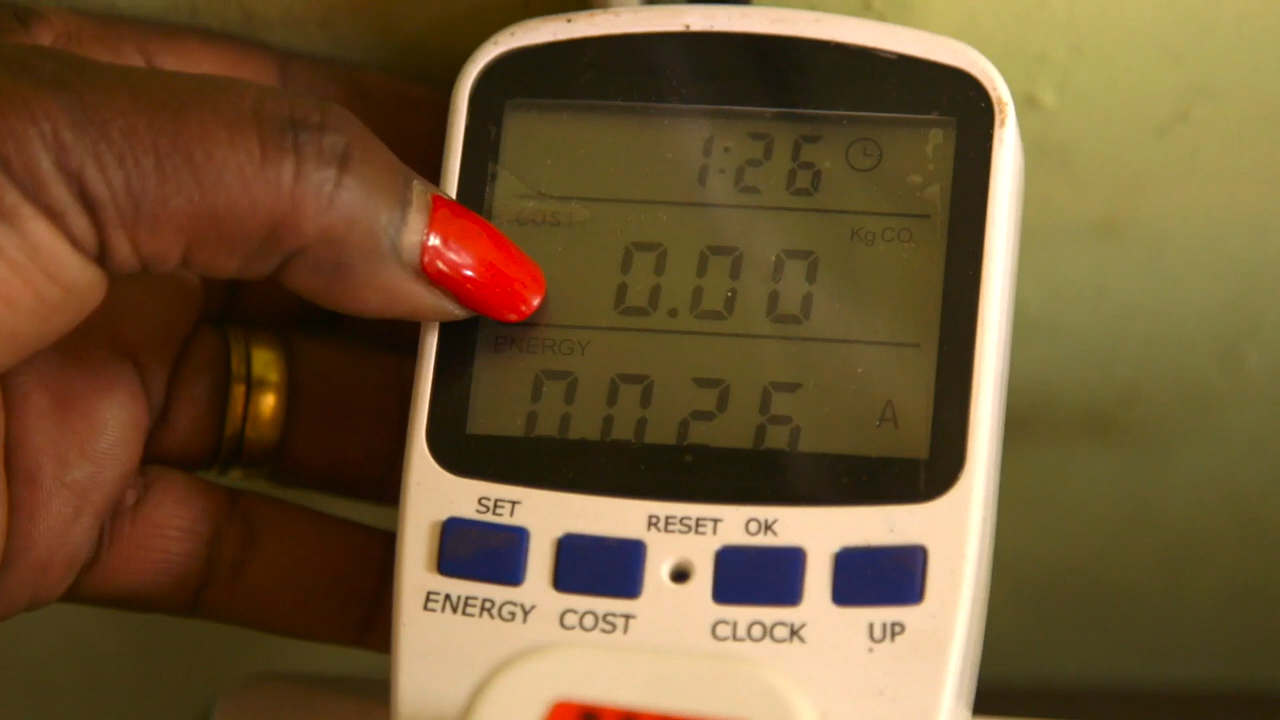 1:26
COST
Kg CO
0.00
ENERGY
0.026 A
SET RESET OK
ENERGY COST CLOCK UP